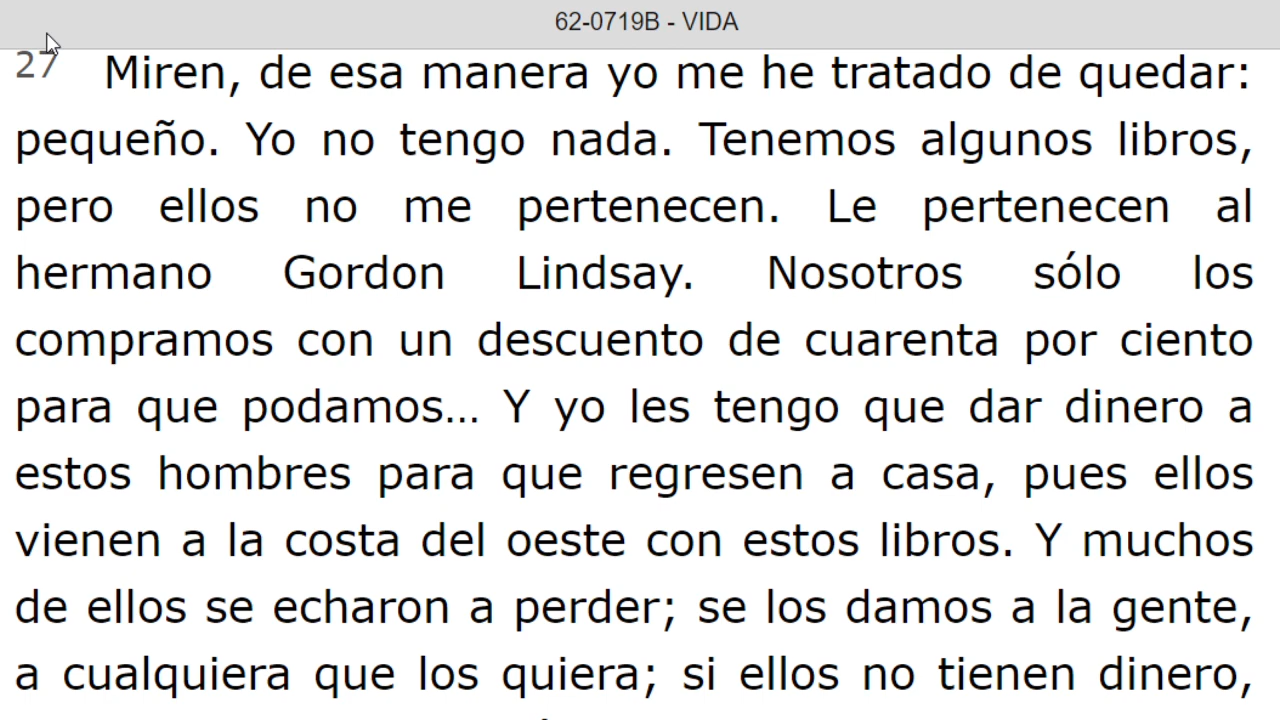 62-0719B - VIDA
27 Miren, de esa manera yo me he tratado de quedar:
pequeño. Yo no tengo nada. Tenemos algunos libros,
pero ellos no me pertenecen. Le pertenecen al
hermano Gordon Lindsay. Nosotros sólo los
compramos con un descuento de cuarenta por ciento
para que podamos... Y yo les tengo que dar dinero a
estos hombres para que regresen a casa, pues ellos
vienen a la costa del oeste con estos libros. Y muchos
de ellos se echaron a perder; se los damos a la gente,
a cualquiera que los quiera; si ellos no tienen dinero,